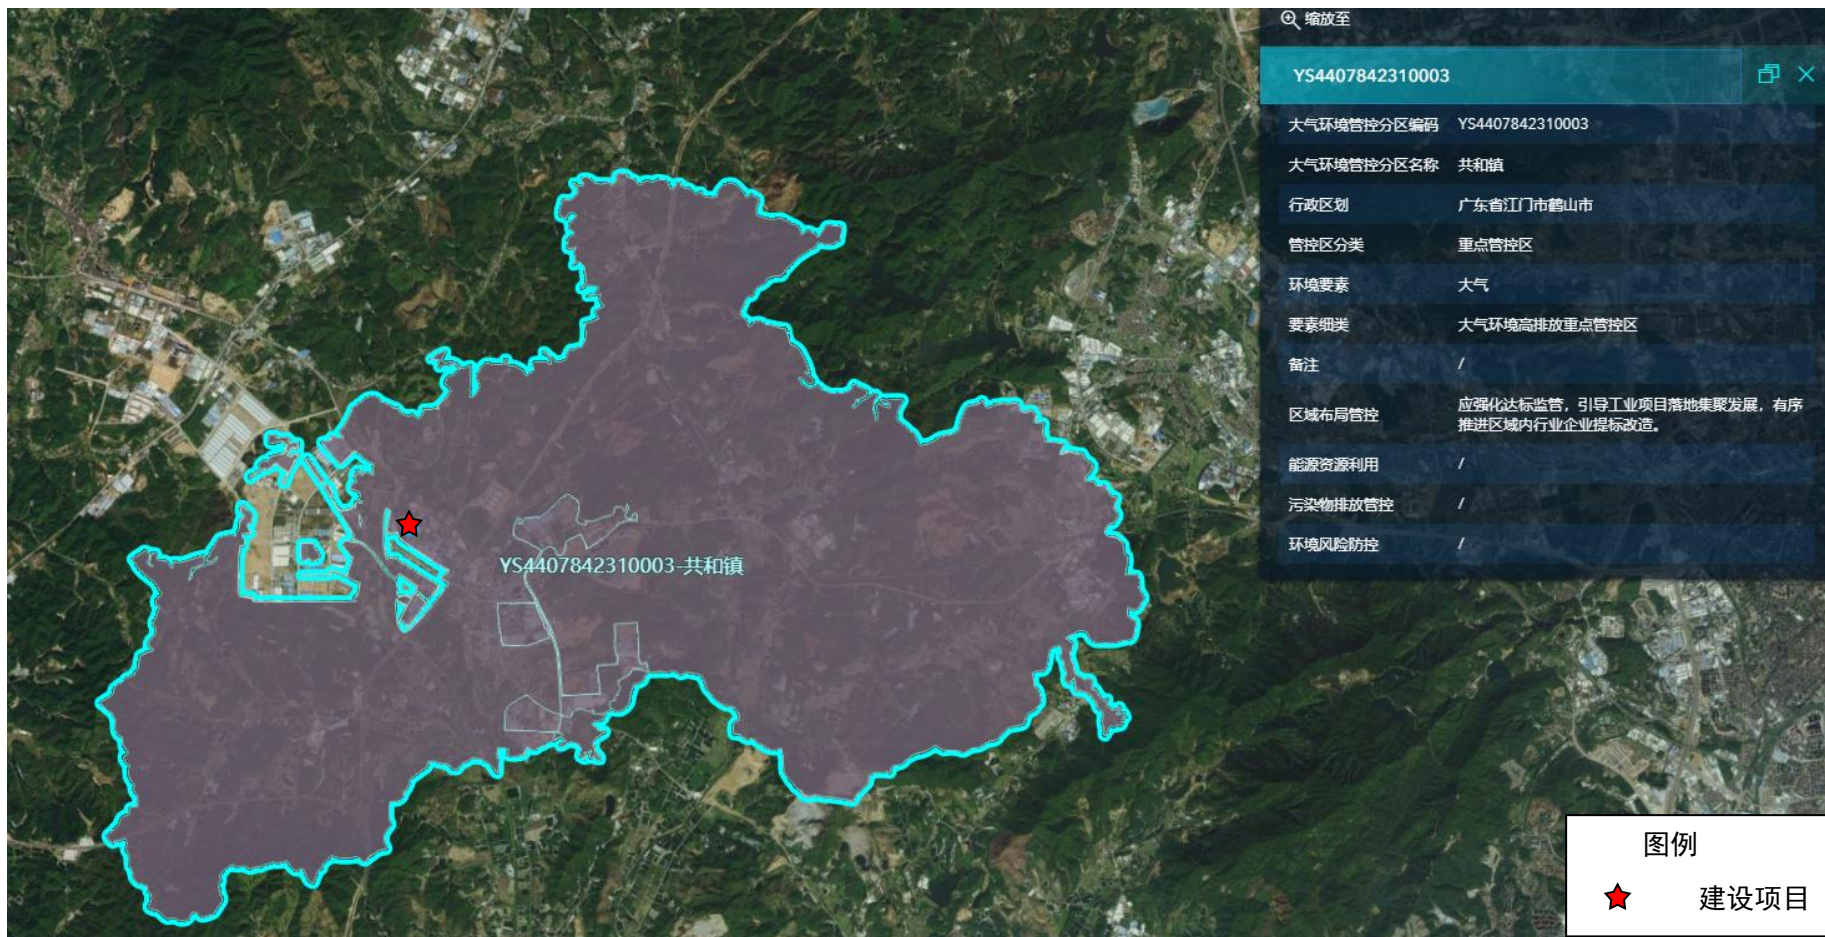 缩放至
YS4407842310003
大气环境管控分区编码 YS4407842310003
大气环境管控分区名称 共和镇
行政区划 广东省江门市鹤山市
管控区分类 重点管控区
环境要素 大气
要素细类 大气环境高排放重点管控区
备注 /
区域布局管控 应强化达标监管，引导工业项目落地集聚发展，有序
推进区域内行业企业提标改造。
能源资源利用 /
污染物排放管控 /
环境风险防控 /
YS4407842310003-共和镇
图例
建设项目